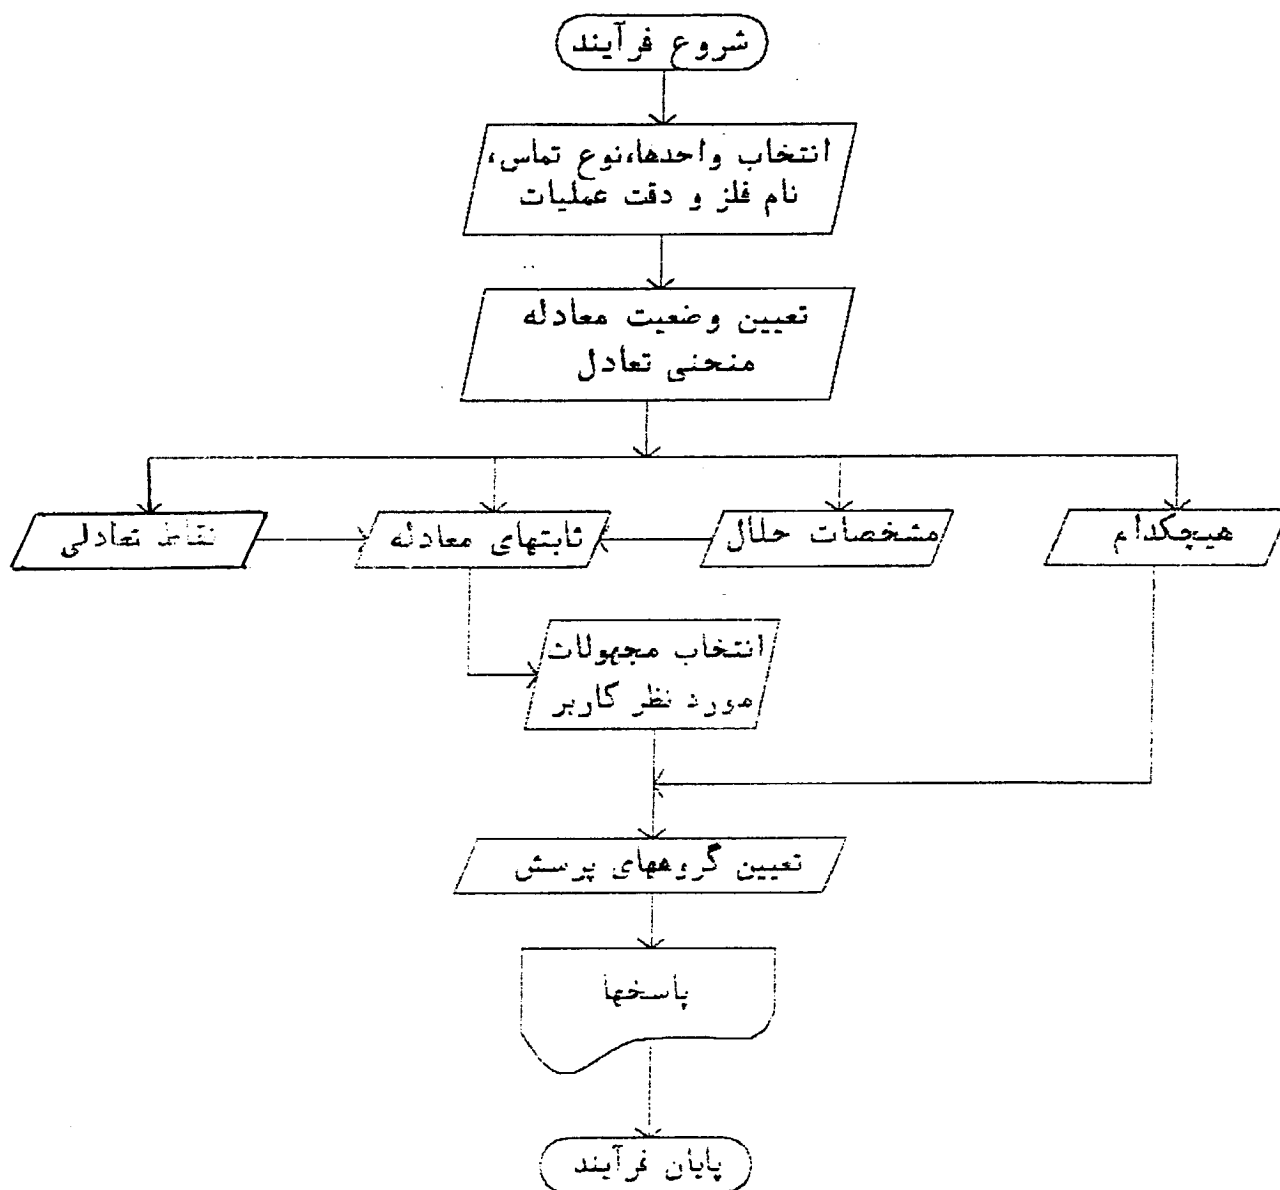 شروع فرآیند
انتخاب واحدها،نوع تماس،
نام فلز و دقت عملیات
تعیین وضعیت معادله
منحنی تعادل
هیچکدام
مشخصات حلال
ثابتهای معادله
نقاط تعادلی
انتخاب مجهولات
مورد نظر کاربر
تعیین گروههای پرسش
پاسخها
پایان فرآیند